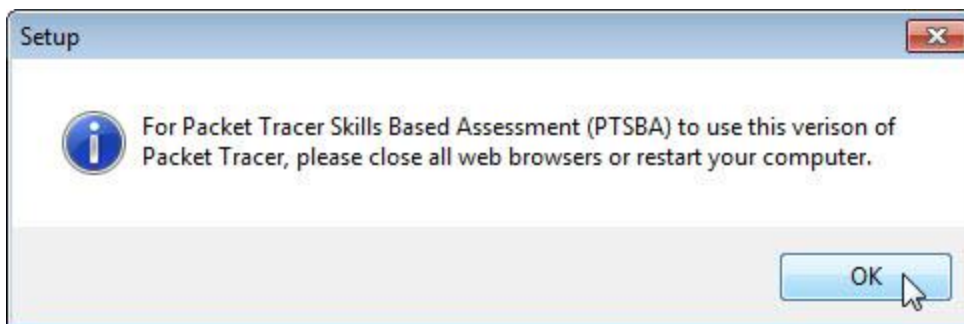 Setup
For Packet Tracer Skills Based Assessment (PTSBA) to use this verison of
Packet Tracer, please close all web browsers or restart your computer.
OK